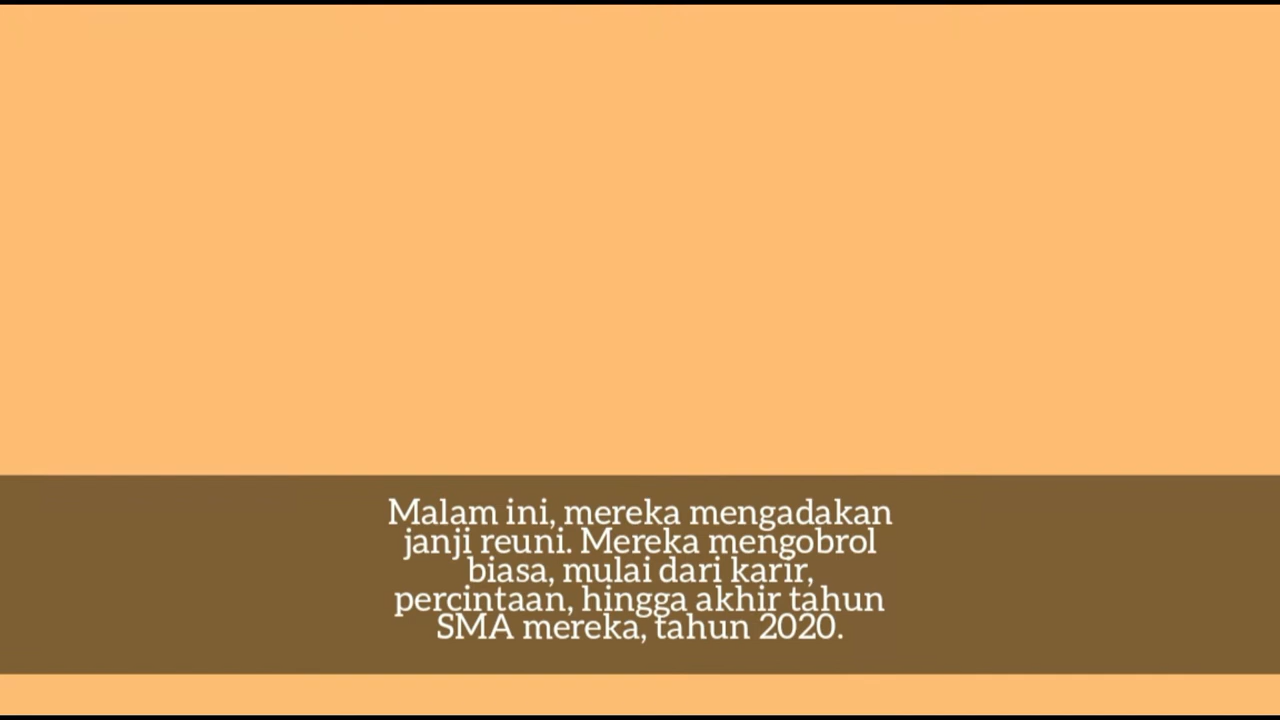 Malam ini, mereka mengadakan
janji reuni. Mereka mengobrol
biasa, mulai dari karir,
percintaan, hingga akhir tahun
SMA mereka, tahun 2020.